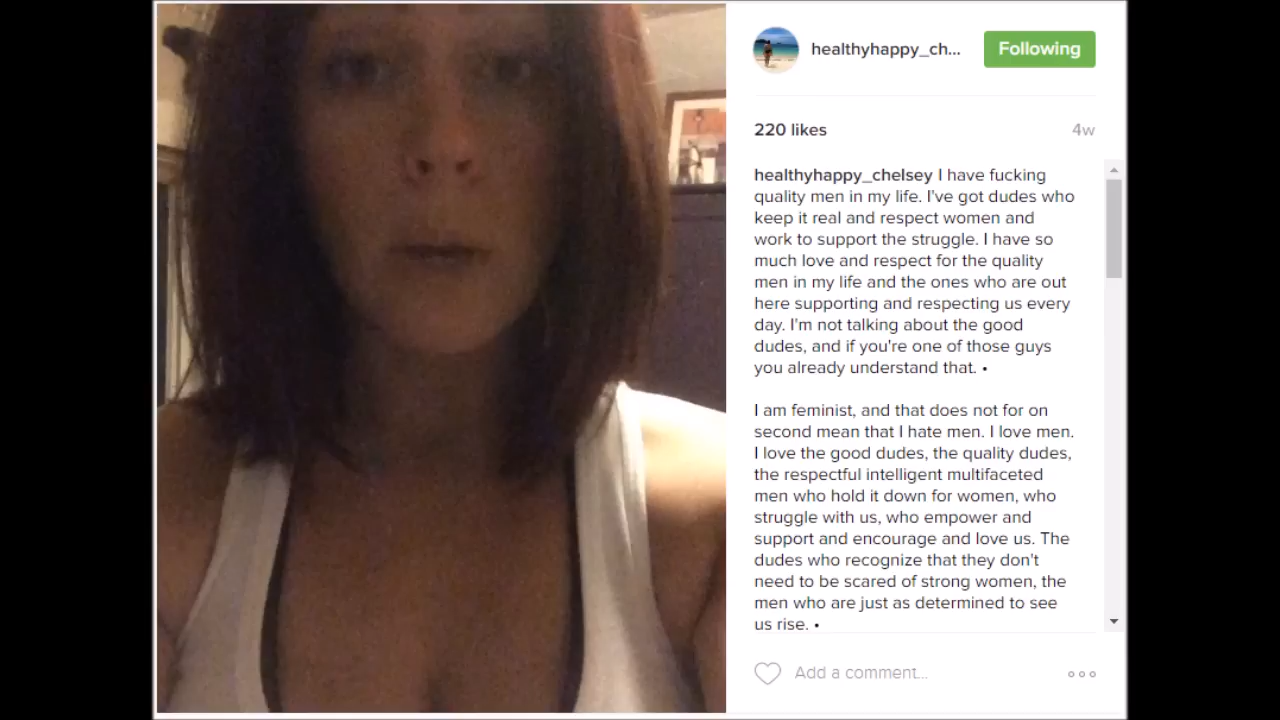 healthyhappy_ch...
Following
220 likes
4w
healthyhappy_chelsey I have fucking
quality men in my life. I've got dudes who
keep it real and respect women and
work to support the struggle. I have so
much love and respect for the quality
men in my life and the ones who are out
here supporting and respecting us every
day. I'm not talking about the good
dudes, and if you're one of those guys
you already understand that. •
I am feminist, and that does not for on
second mean that I hate men. I love men.
I love the good dudes, the quality dudes,
the respectful intelligent multifaceted
men who hold it down for women, who
struggle with us, who empower and
support and encourage and love us. The
dudes who recognize that they don't
need to be scared of strong women, the
men who are just as determined to see
us rise. •
Add a comment...